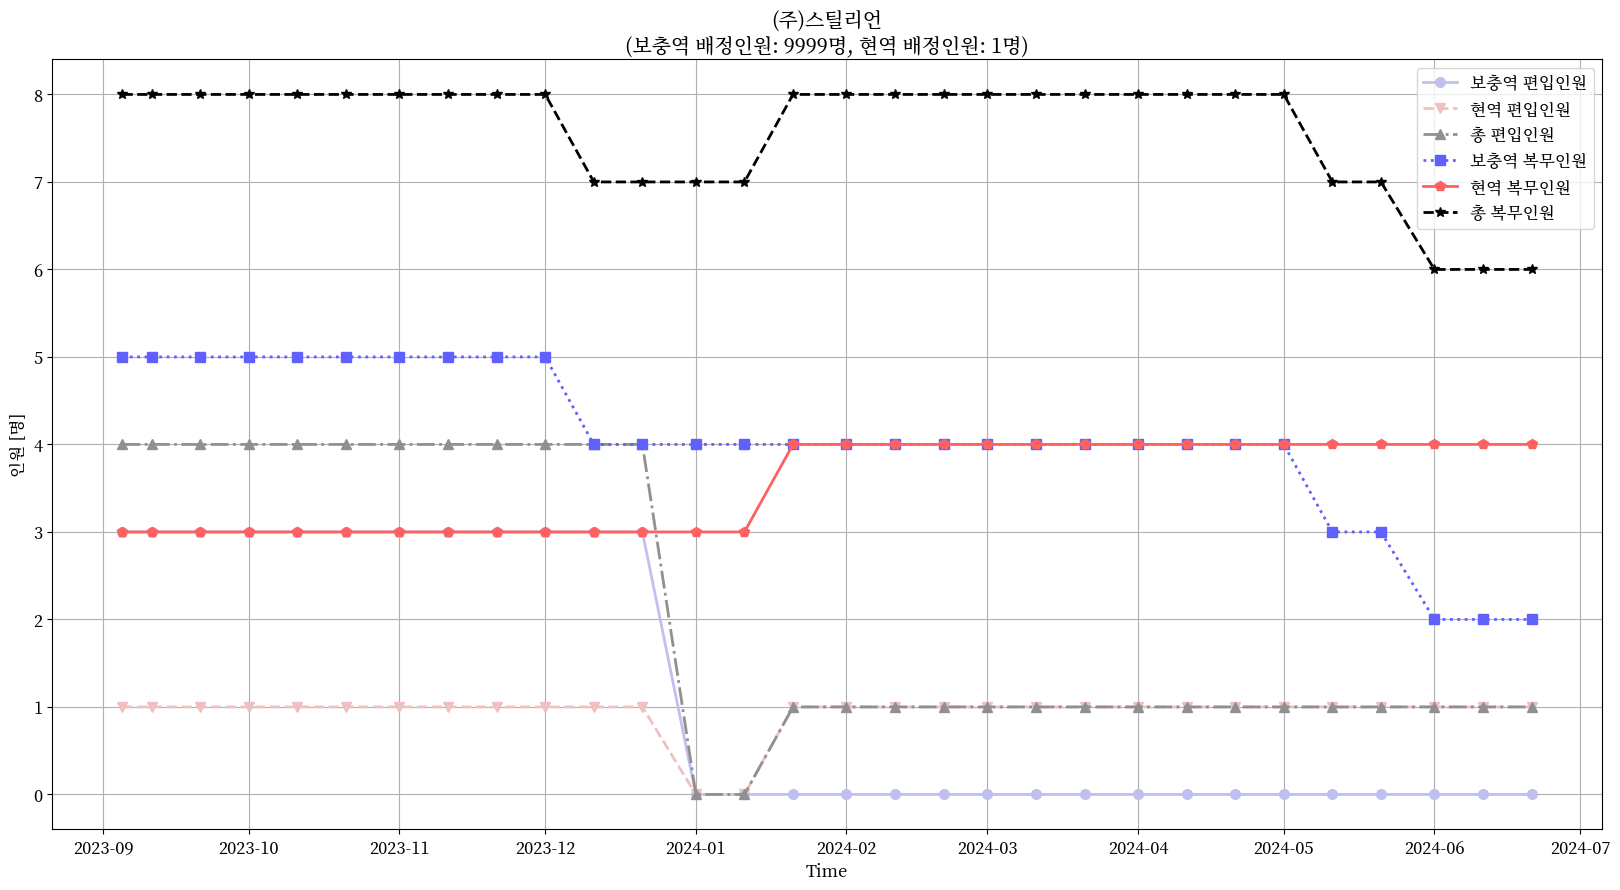 (주)스틸리언
(보충역 배정인원: 9999명, 현역 배정인원: 1명)
보충역 편입인원
현역 편입인원
총 편입인원
보충역 복무인원
현역 복무인원
총 복무인원
8
7
6
5
4
3
2
1
0
인원 [명]
2023-09 2023-10 2023-11 2023-12 2024-01 2024-02 2024-03 2024-04 2024-05 2024-06 2024-07
Time